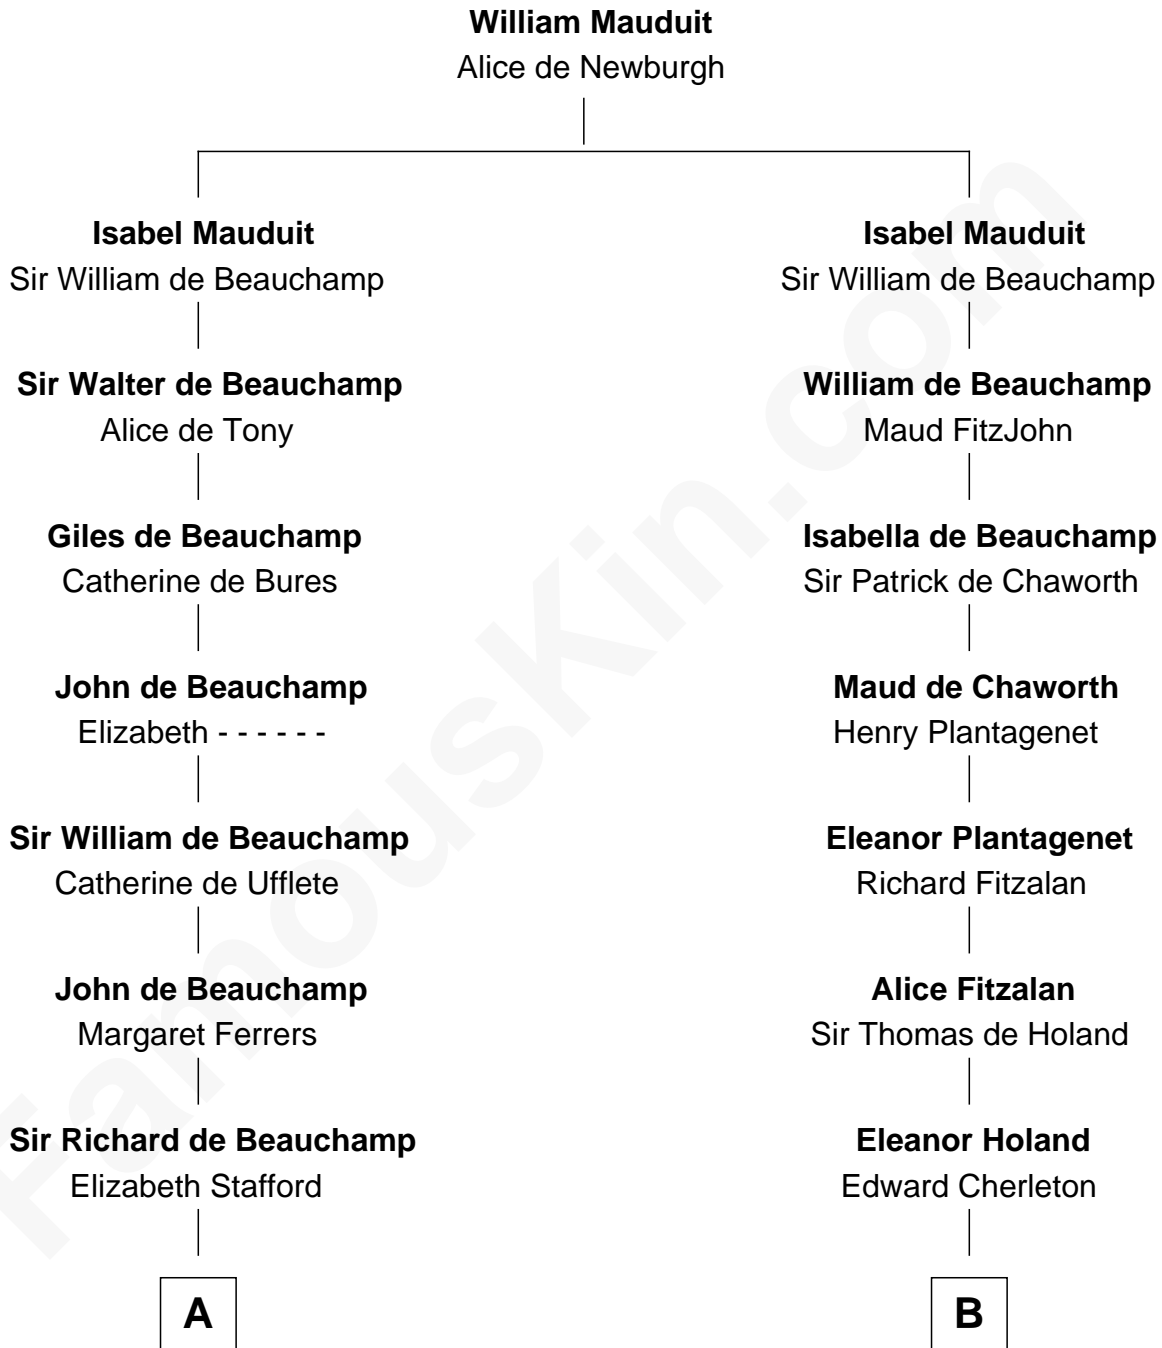 William Mauduit
Alice de Newburgh
Isabel Mauduit
Sir William de Beauchamp
Isabel Mauduit
Sir William de Beauchamp
Sir Walter de Beauchamp
Alice de Tony
William de Beauchamp
Maud FitzJohn
Giles de Beauchamp
Catherine de Bures
Isabella de Beauchamp
Sir Patrick de Chaworth
John de Beauchamp
Elizabeth - - - - - -
Maud de Chaworth
Henry Plantagenet
Sir William de Beauchamp
Catherine de Ufflete
Eleanor Plantagenet
Richard Fitzalan
John de Beauchamp
Margaret Ferrers
Alice Fitzalan
Sir Thomas de Holand
Sir Richard de Beauchamp
Elizabeth Stafford
Eleanor Holand
Edward Cherleton
A
B
FamousKin.com